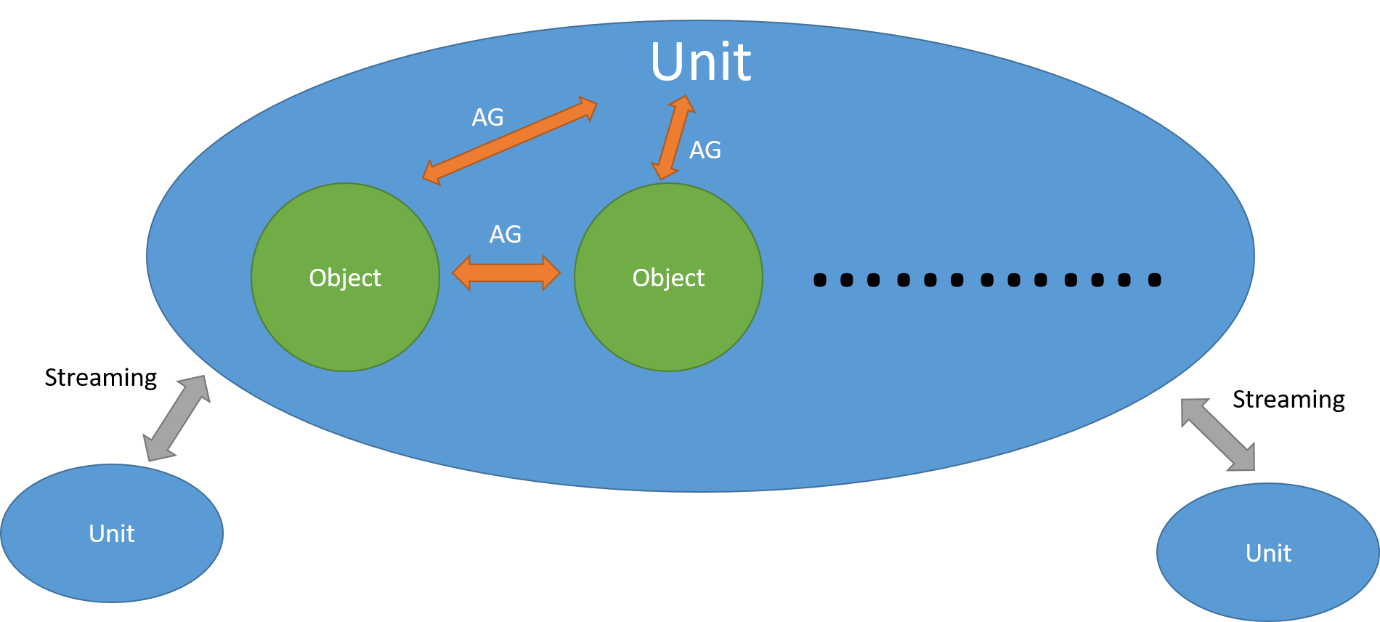 Unit
AG
AG
AG
Object
Object
Streaming
Streaming
Unit
Unit